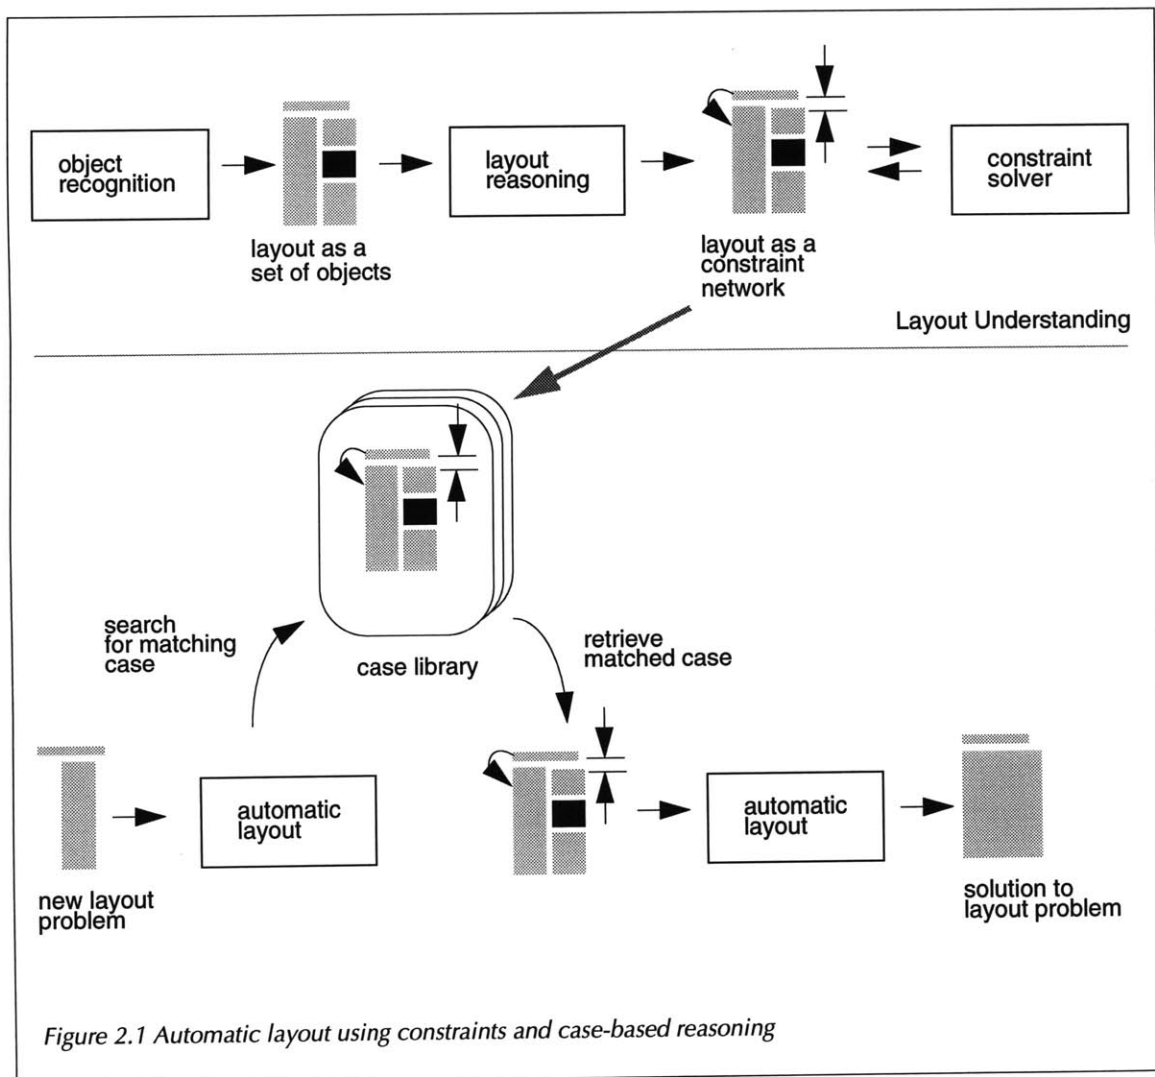 object
recognition
layout as a
set of objects
layout
reasoning
layout as a
constraint
network
constraint
solver
Layout Understanding
search
for matching
case
case library
retrieve
matched case
new layout
problem
automatic
layout
automatic
layout
solution to
layout problem
Figure 2.1 Automatic layout using constraints and case-based reasoning